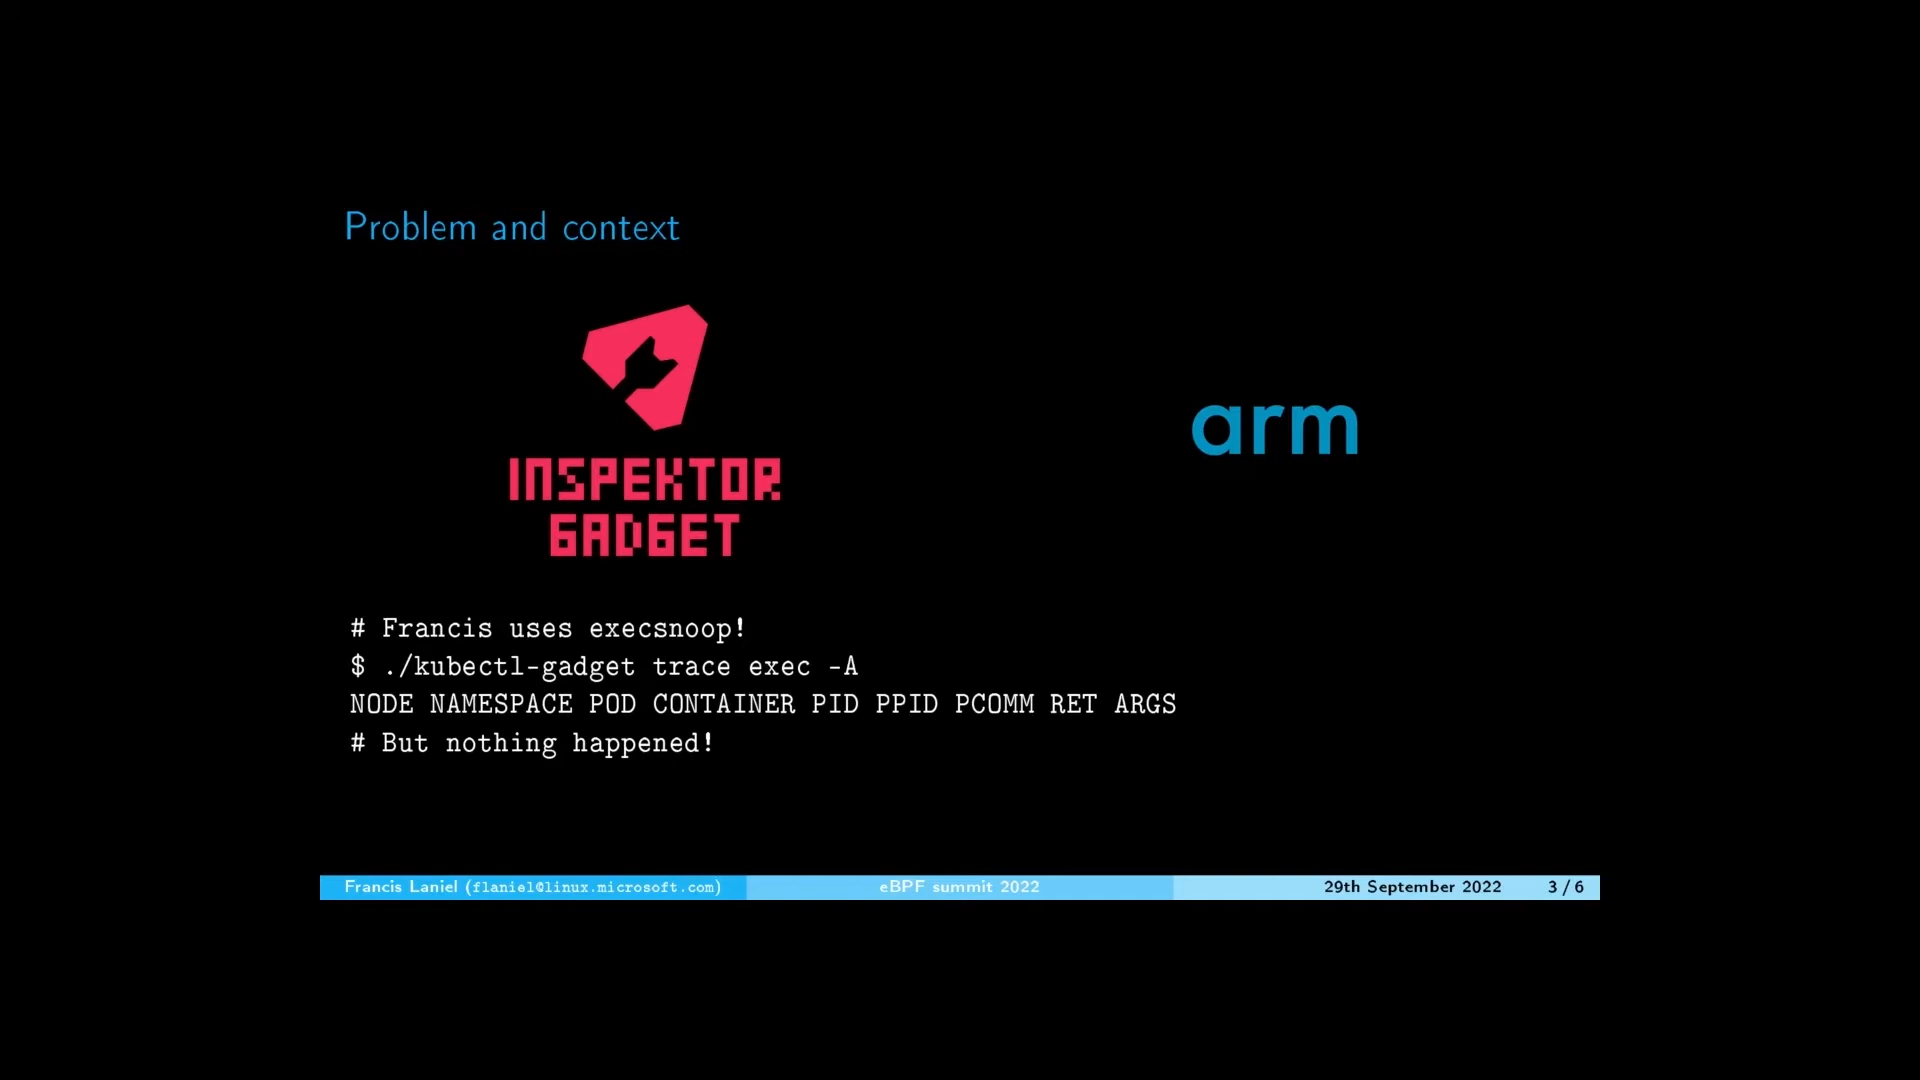 Problem and context
INSPEKTOR
GADGET
arm
# Francis uses execsnoop!
$ ./kubectl-gadget trace exec -A
NODE NAMESPACE POD CONTAINER PID PPID PCOMM RET ARGS
# But nothing happened!
Francis Laniel (flaniel@linux.microsoft.com) eBPF summit 2022 29th September 2022 3 / 6